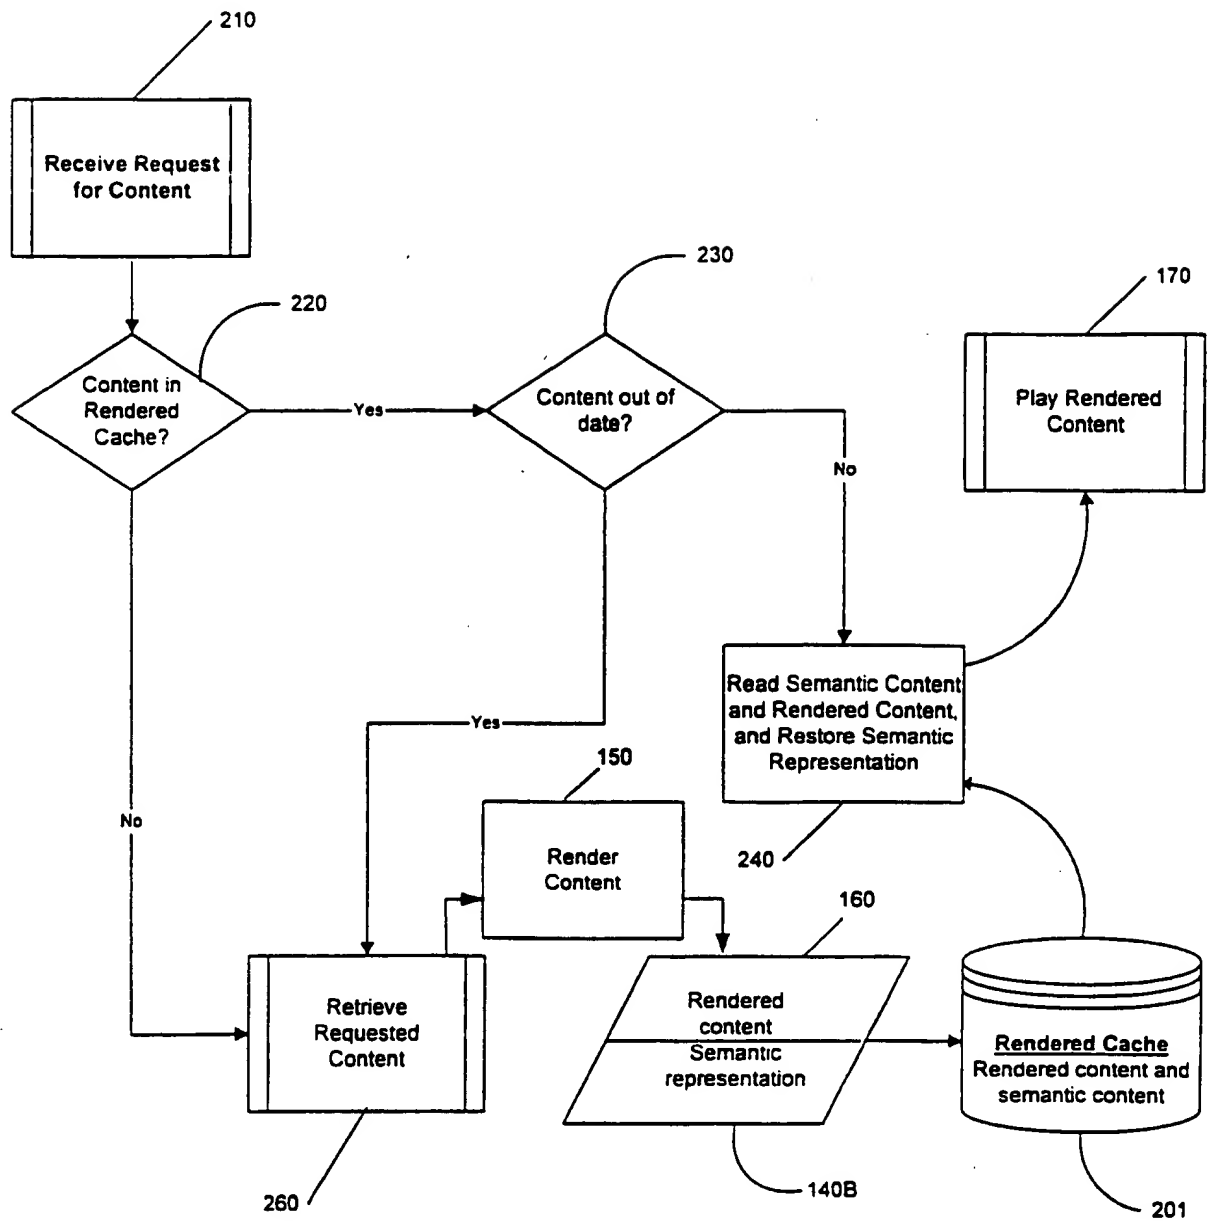 210
Receive Request
for Content
220
230
170
Content in
Rendered
Cache?
Yes
Content out of
date?
No
Play Rendered
Content
Read Semantic Content
and Rendered Content,
and Restore Semantic
Representation
Yes
150
No
Render
Content
240
160
Retrieve
Requested
Content
Rendered
content
Semantic
representation
Rendered Cache
Rendered content and
semantic content
260
140B
201